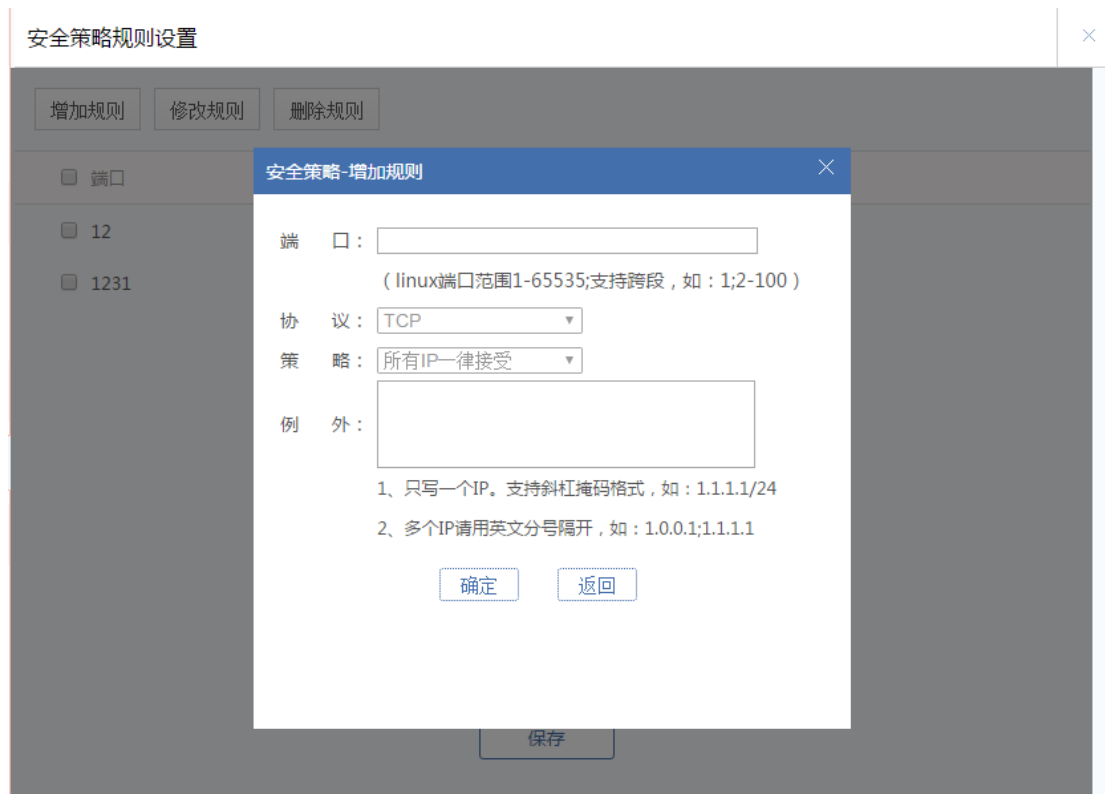 安全策略规则设置
增加规则 修改规则 删除规则
端口
12
1231
安全策略-增加规则
端 口：
（linux端口范围1-65535;支持跨段，如：1;2-100）
协 议： TCP
策 略： 所有IP一律接受
例 外：
1、只写一个IP。支持斜杠掩码格式，如：1.1.1.1/24
2、多个IP请用英文分号隔开，如：1.0.0.1;1.1.1.1
确定 返回
保存